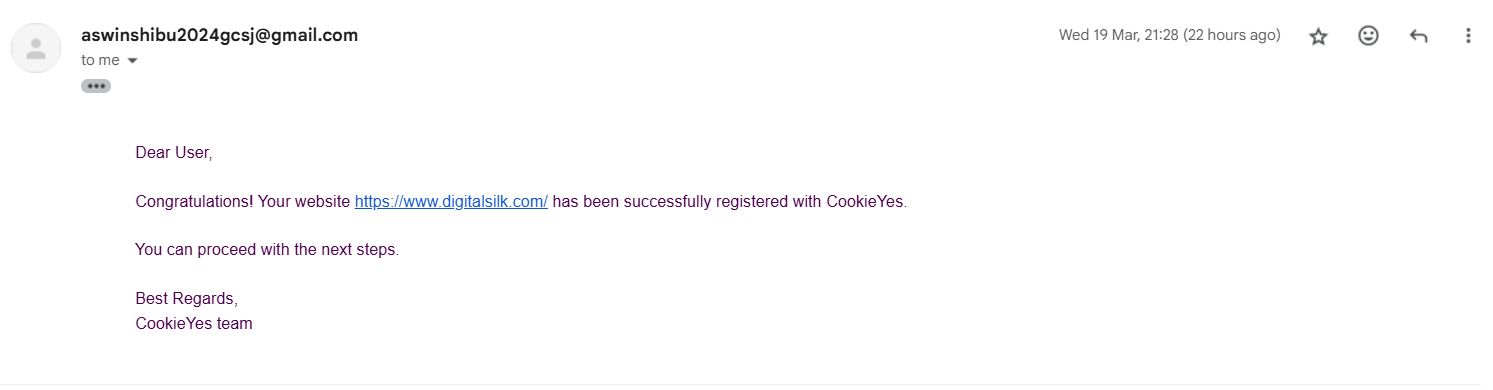 aswinshibu2024gcsj@gmail.com
Wed 19 Mar, 21:28 (22 hours ago)
to me
Dear User,
Congratulations! Your website https://www.digitalsilk.com/ has been successfully registered with CookieYes.
You can proceed with the next steps.
Best Regards,
CookieYes team